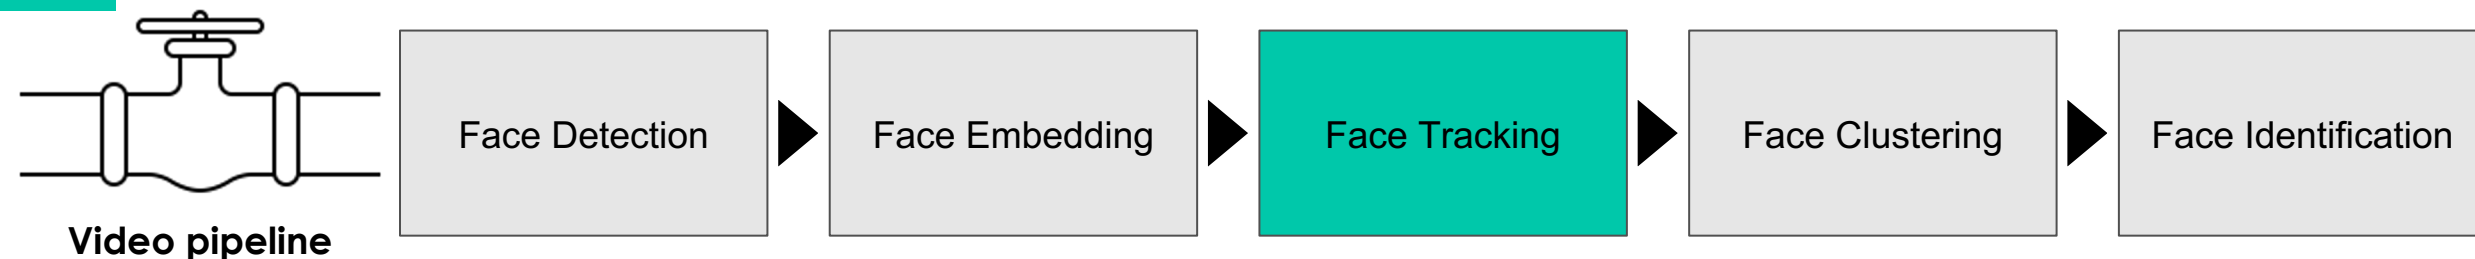 Face Detection
Face Embedding
Face Tracking
Face Clustering
Face Identification
Video pipeline